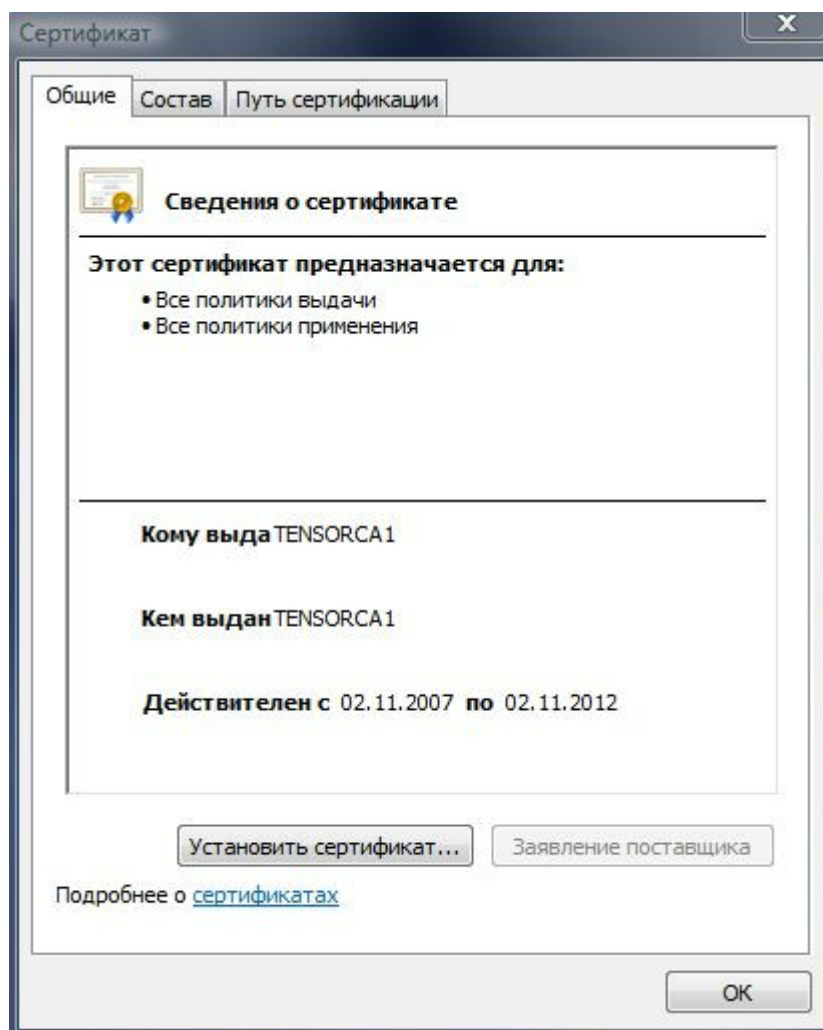 Сертификат
Общие Состав Путь сертификации
Сведения о сертификате
Этот сертификат предназначается для:
• Все политики выдачи
• Все политики применения
Кому выда TENSORCA1
Кем выдан TENSORCA1
Действителен с 02.11.2007 по 02.11.2012
Установить сертификат... Заявление поставщика
Подробнее о сертификатах
OK